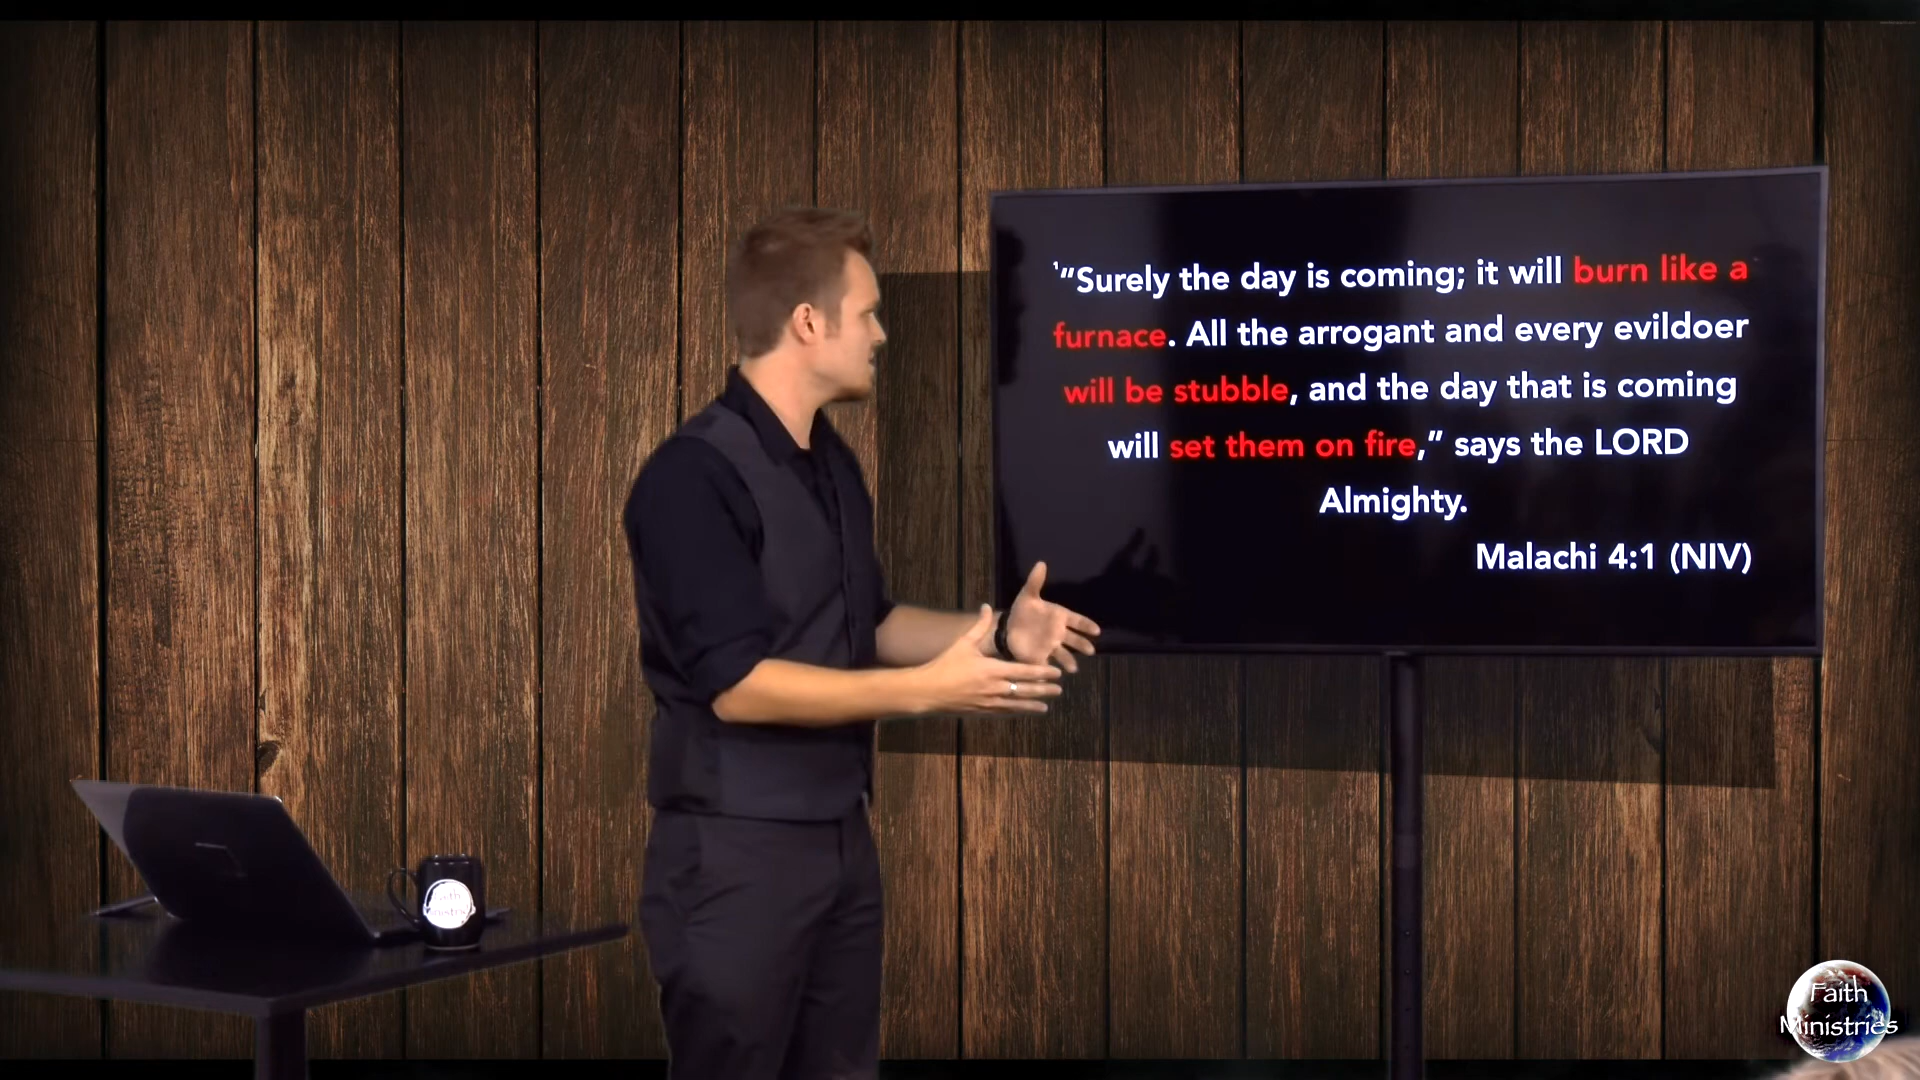 ¹"Surely the day is coming; it will burn like a
furnace. All the arrogant and every evildoer
will be stubble, and the day that is coming
will set them on fire," says the LORD
Almighty.
Malachi 4:1 (NIV)
Faith
Ministries
Faith